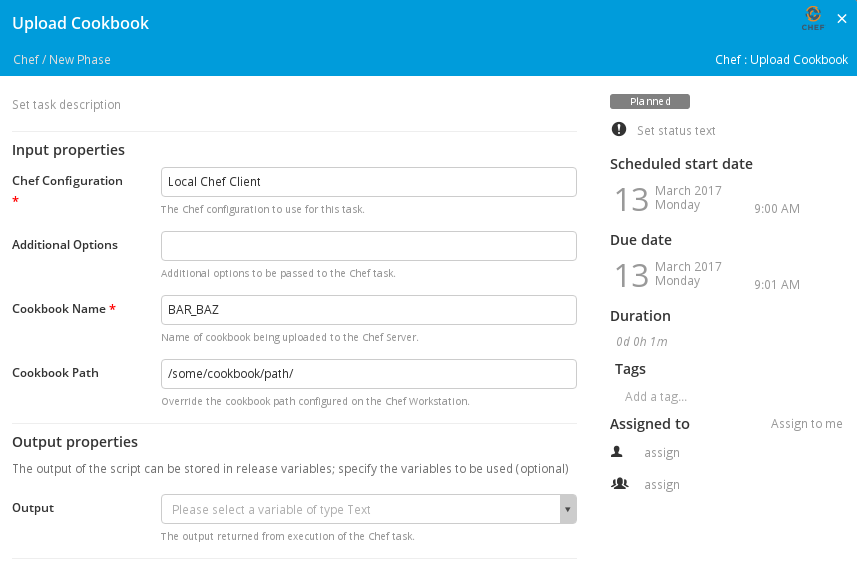 Upload Cookbook
CHEF
×
Chef / New Phase
Chef : Upload Cookbook
Set task description
Input properties
Chef Configuration
*
Local Chef Client
The Chef configuration to use for this task.
Additional Options
Additional options to be passed to the Chef task.
Cookbook Name *
BAR_BAZ
Name of cookbook being uploaded to the Chef Server.
Cookbook Path
/some/cookbook/path/
Override the cookbook path configured on the Chef Workstation.
Output properties
The output of the script can be stored in release variables; specify the variables to be used (optional)
Output
Please select a variable of type Text
The output returned from execution of the Chef task.
Planned
Set status text
Scheduled start date
13 March 2017
Monday
9:00 AM
Due date
13 March 2017
Monday
9:01 AM
Duration
0d 0h 1m
Tags
Add a tag...
Assigned to
Assign to me
assign
assign